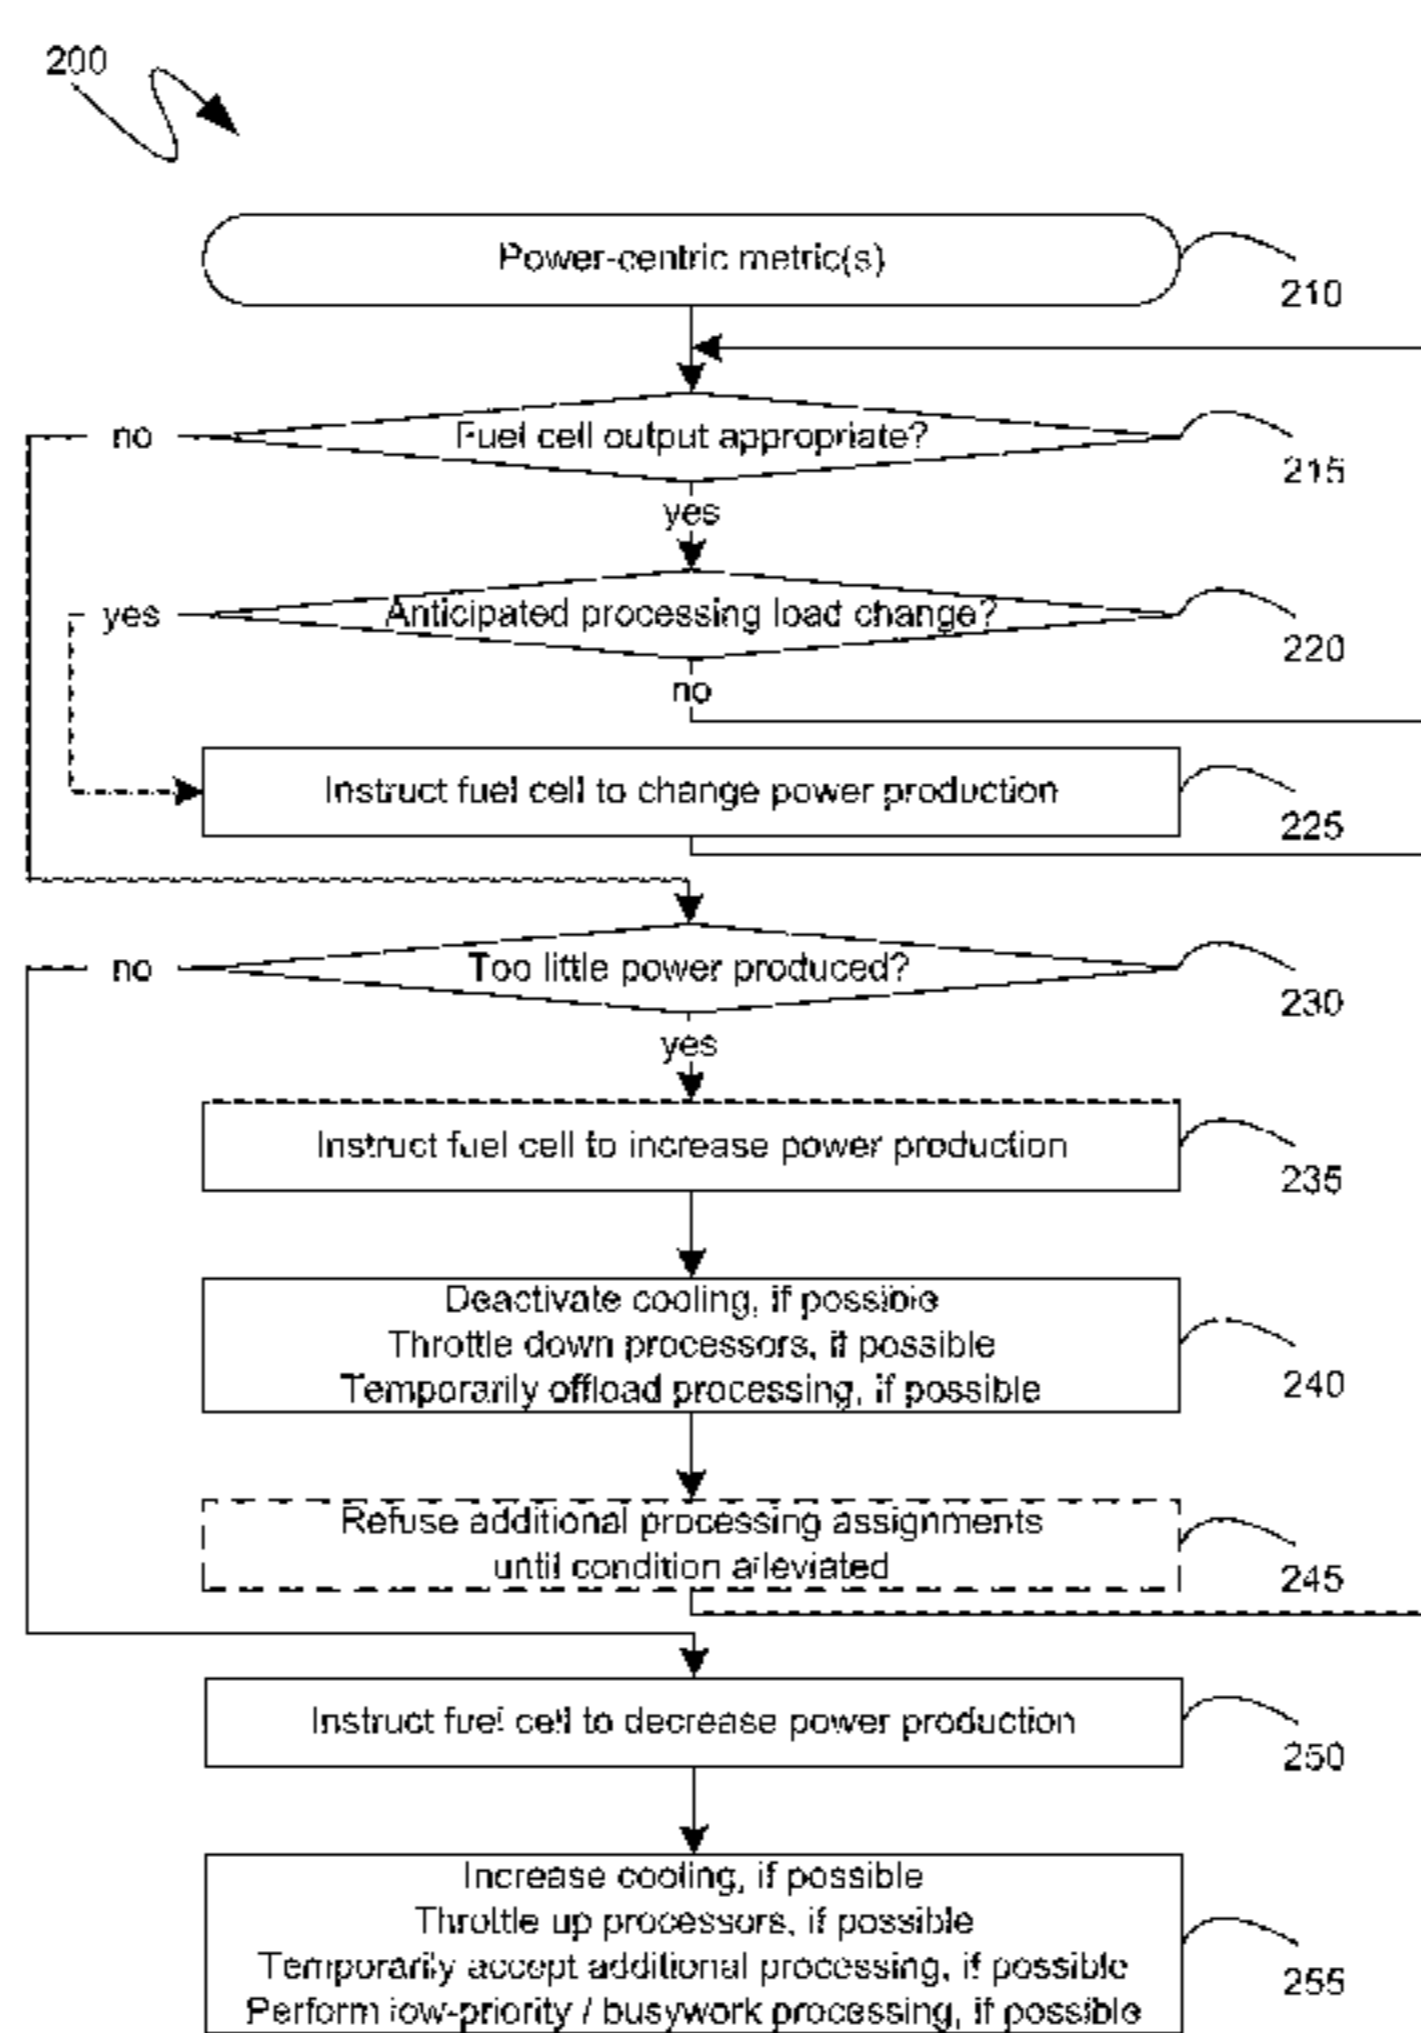 200
Power-centric metric(s)
210
Fuel cell output appropriate?
no
215
yes
Anticipated processing load change?
yes
220
no
Instruct fuel cell to change power production
225
Too little power produced?
no
230
yes
Instruct fuel cell to increase power production
235
Deactivate cooling, if possible
Throttle down processors, if possible
Temporarily offload processing, if possible
240
Refuse additional processing assignments
until condition alleviated
245
Instruct fuel cell to decrease power production
250
Increase cooling, if possible
Throttle up processors, if possible
Temporarily accept additional processing, if possible
Perform low-priority / busywork processing, if possible
255